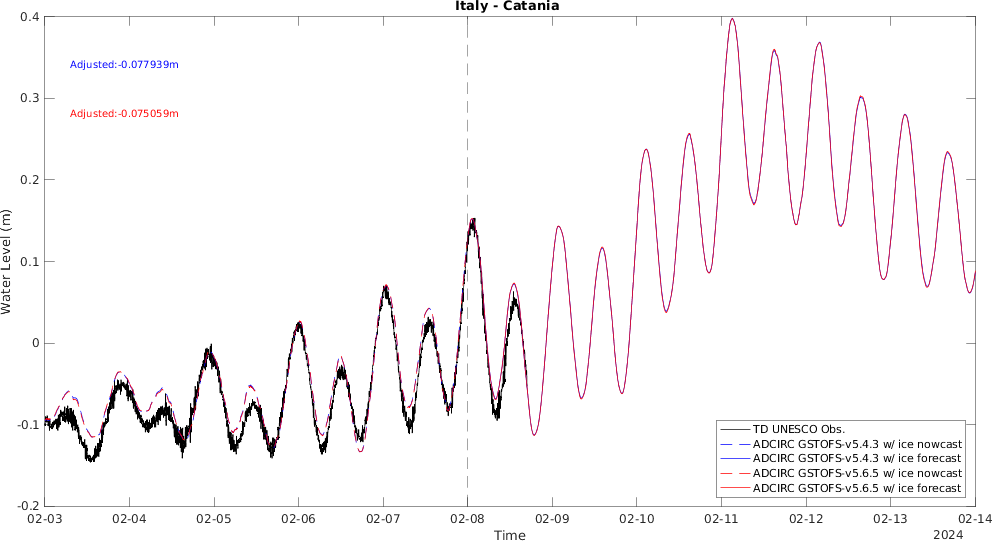 Italy - Catania
0.4
Adjusted:-0.077939m
0.3
Adjusted:-0.075059m
0.2
0.1
0
-0.1
-0.2
Water Level (m)
TD UNESCO Obs.
ADCIRC GSTOFS-v5.4.3 w/ ice nowcast
ADCIRC GSTOFS-v5.4.3 w/ ice forecast
ADCIRC GSTOFS-v5.6.5 w/ ice nowcast
ADCIRC GSTOFS-v5.6.5 w/ ice forecast
02-03 02-04 02-05 02-06 02-07 02-08 02-09 02-10 02-11 02-12 02-13 02-14
Time
2024